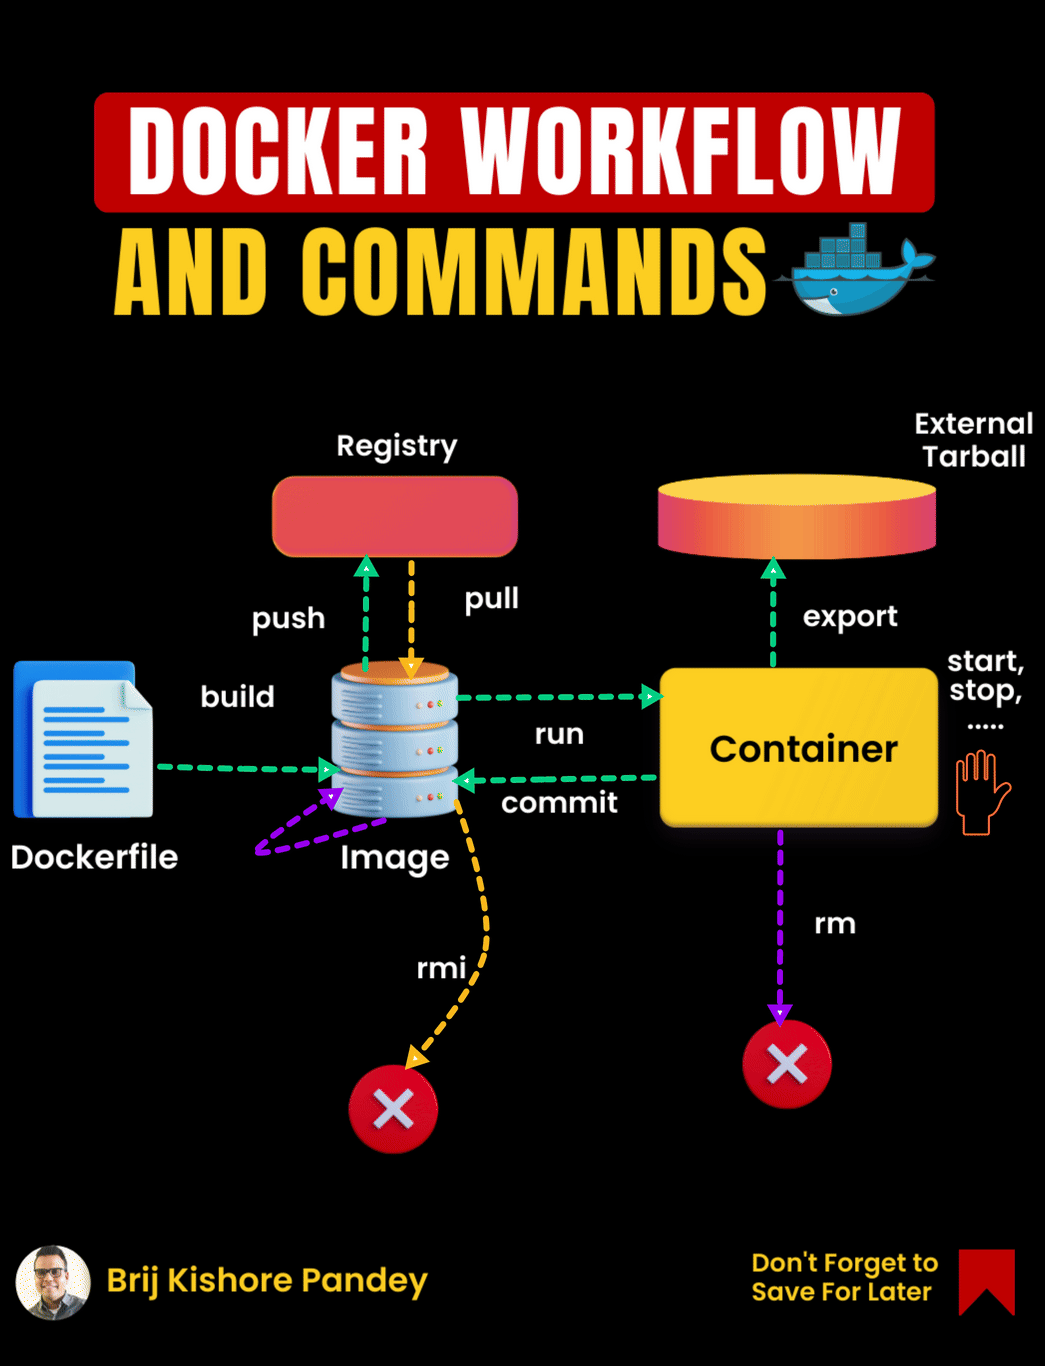 DOCKER WORKFLOW
AND COMMANDS
External
Tarball
Registry
push
pull
export
build
start,
stop,
.....
run
Container
commit
Dockerfile
Image
rm
rmi
Brij Kishore Pandey
Don't Forget to
Save For Later